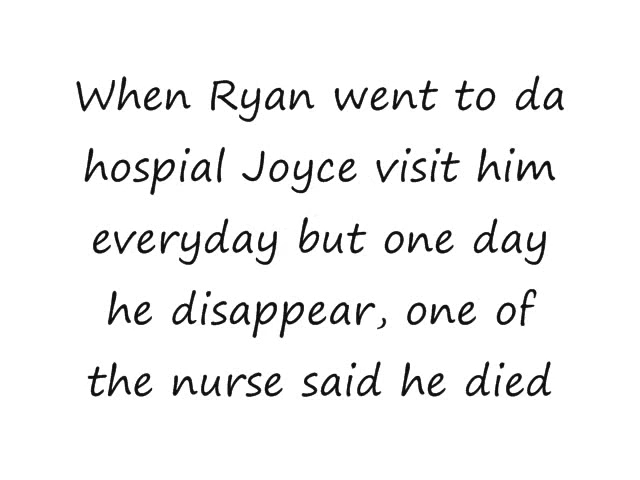 When Ryan went to da
hospial Joyce visit him
everyday but one day
he disappear, one of
the nurse said he died